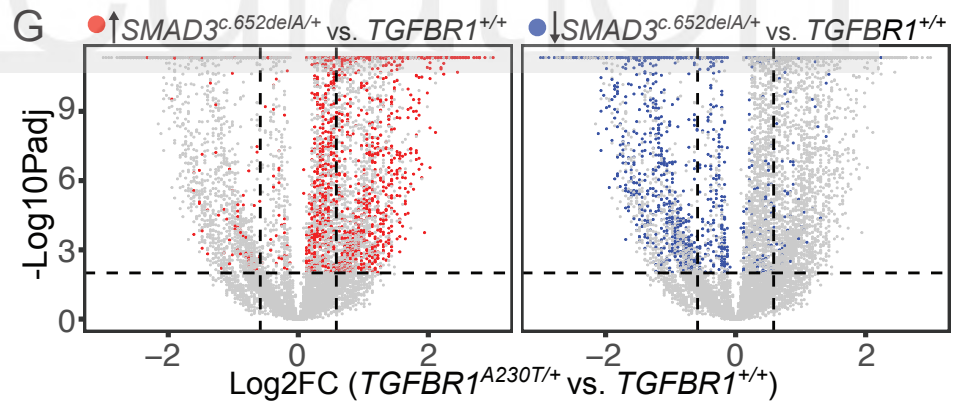 G
↑SMAD3c.652delA/+ vs. TGFBR1+/+
↓SMAD3c.652delA/+ vs. TGFBR1+/+
-Log10Padj
9
6
3
0
−2 0 2
−2 0 2
Log2FC (TGFBR1A230T/+ vs. TGFBR1+/+)